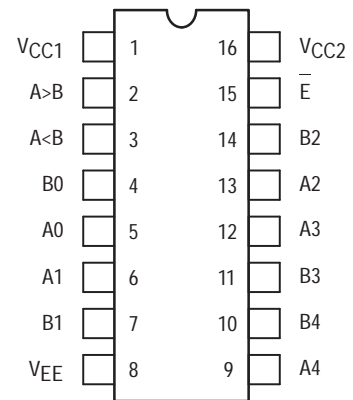 VCC1 1 16 VCC2
A>B 2 15 E̅
A<B 3 14 B2
B0 4 13 A2
A0 5 12 A3
A1 6 11 B3
B1 7 10 B4
VEE 8 9 A4